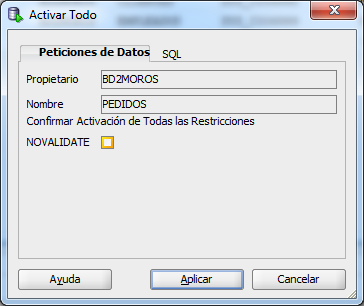 Activar Todo
Peticiones de Datos SQL
Propietario BD2MOROS
Nombre PEDIDOS
Confirmar Activación de Todas las Restricciones
NOVALIDATE
Ayuda Aplicar Cancelar